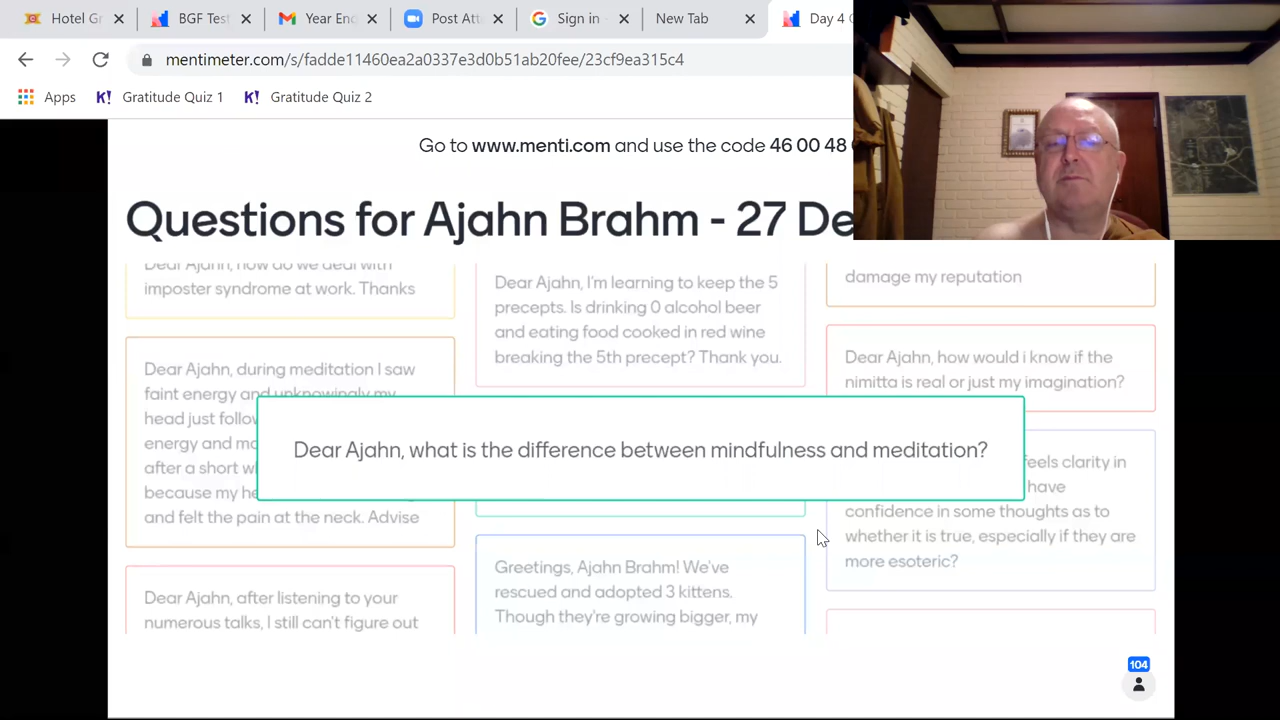 Hotel Gr
BGF Test
Year End
Post Att
Sign in -
New Tab
Day 4
mentimeter.com/s/fadde11460ea2a0337e3d0b51ab20fee/23cf9ea315c4
Apps
Gratitude Quiz 1
Gratitude Quiz 2
Go to www.menti.com and use the code 46 00 48
Questions for Ajahn Brahm - 27 De
Dear Ajahn, how do we deal with
imposter syndrome at work. Thanks
Dear Ajahn, during meditation I saw
faint energy and unknowingly my
head just follow
energy and mo
after a short w
because my he
and felt the pain at the neck. Advise
Dear Ajahn, after listening to your
numerous talks, I still can't figure out
Dear Ajahn, I'm learning to keep the 5
precepts. Is drinking 0 alcohol beer
and eating food cooked in red wine
breaking the 5th precept? Thank you.
Dear Ajahn, what is the difference between mindfulness and meditation?
Greetings, Ajahn Brahm! We've
rescued and adopted 3 kittens.
Though they're growing bigger, my
damage my reputation
Dear Ajahn, how would i know if the
nimitta is real or just my imagination?
feels clarity in
have
confidence in some thoughts as to
whether it is true, especially if they are
more esoteric?
104